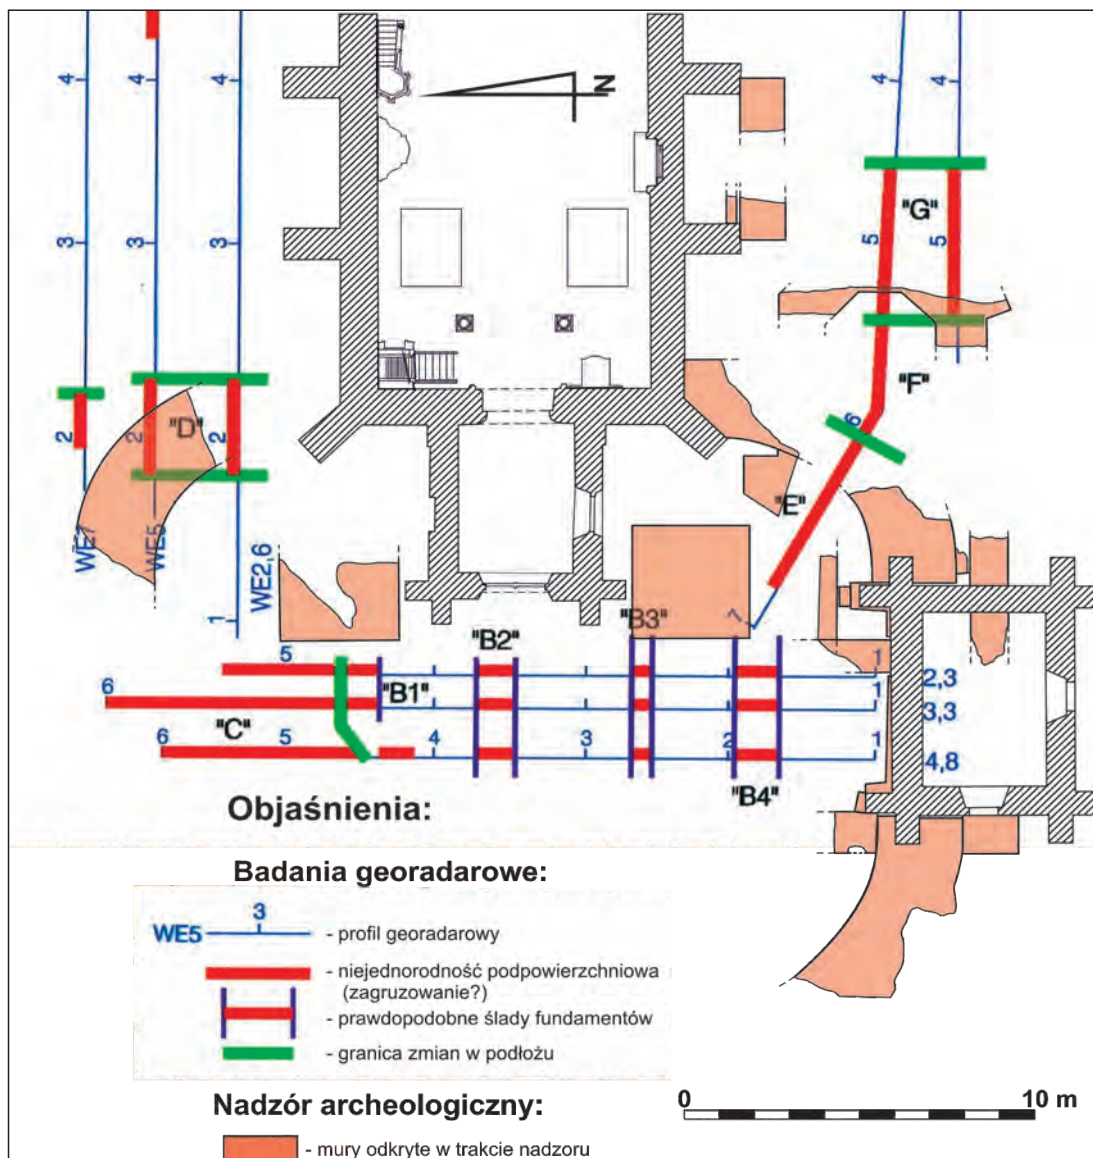 4
4
4
4
4
N
3
3
3
"G"
5
5
"F"
6
2
2
"D"
2
"E"
WE7
WE5
WE2,6
1
7
"B3"
"B2"
5
1
2,3
6
"B1"
1
3,3
"C"
6
5
4
3
2
1
4,8
"B4"
Objaśnienia:
Badania georadarowe:
3
WE5
- profil georadarowy
- niejednorodność podpowierzchniowa
(zagruzowanie?)
- prawdopodobne ślady fundamentów
- granica zmian w podłożu
Nadzór archeologiczny:
0
10 m
- mury odkryte w trakcie nadzoru